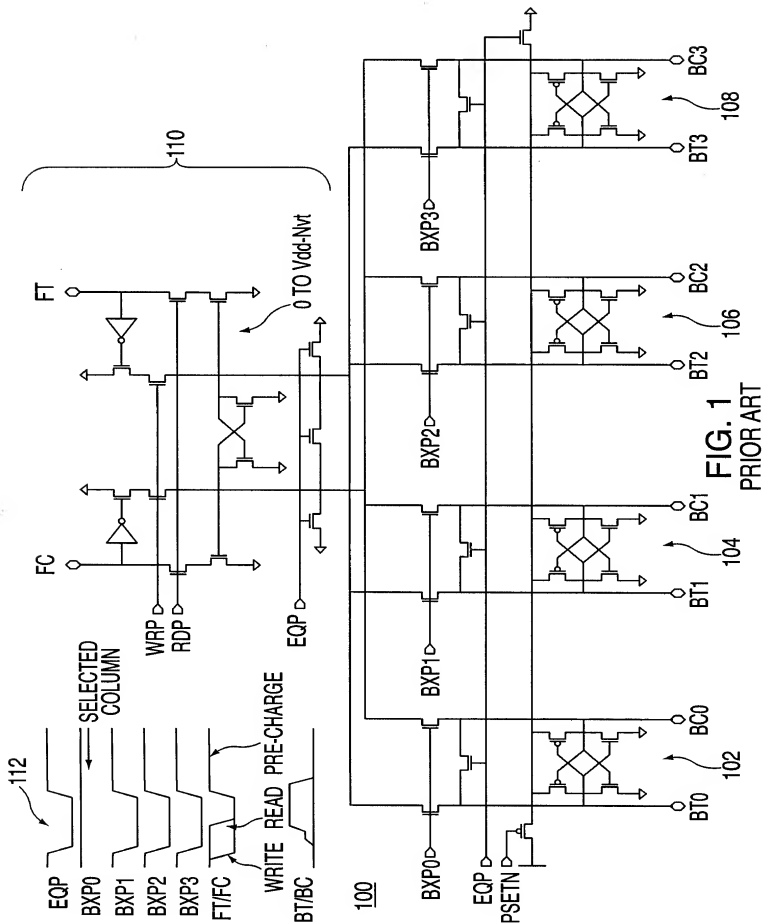 112
EQP
BXP0
SELECTED COLUMN
BXP1
BXP2
BXP3
FT/FC
WRITE READ PRE-CHARGE
BT/BC
FC
FT
110
WRP
RDP
0 TO Vdd-Nvt
EQP
100
BXP0
BXP1
BXP2
BXP3
EQP
PSETN
BT0
BC0
BT1
BC1
BT2
BC2
BT3
BC3
102
104
106
108
FIG. 1
PRIOR ART